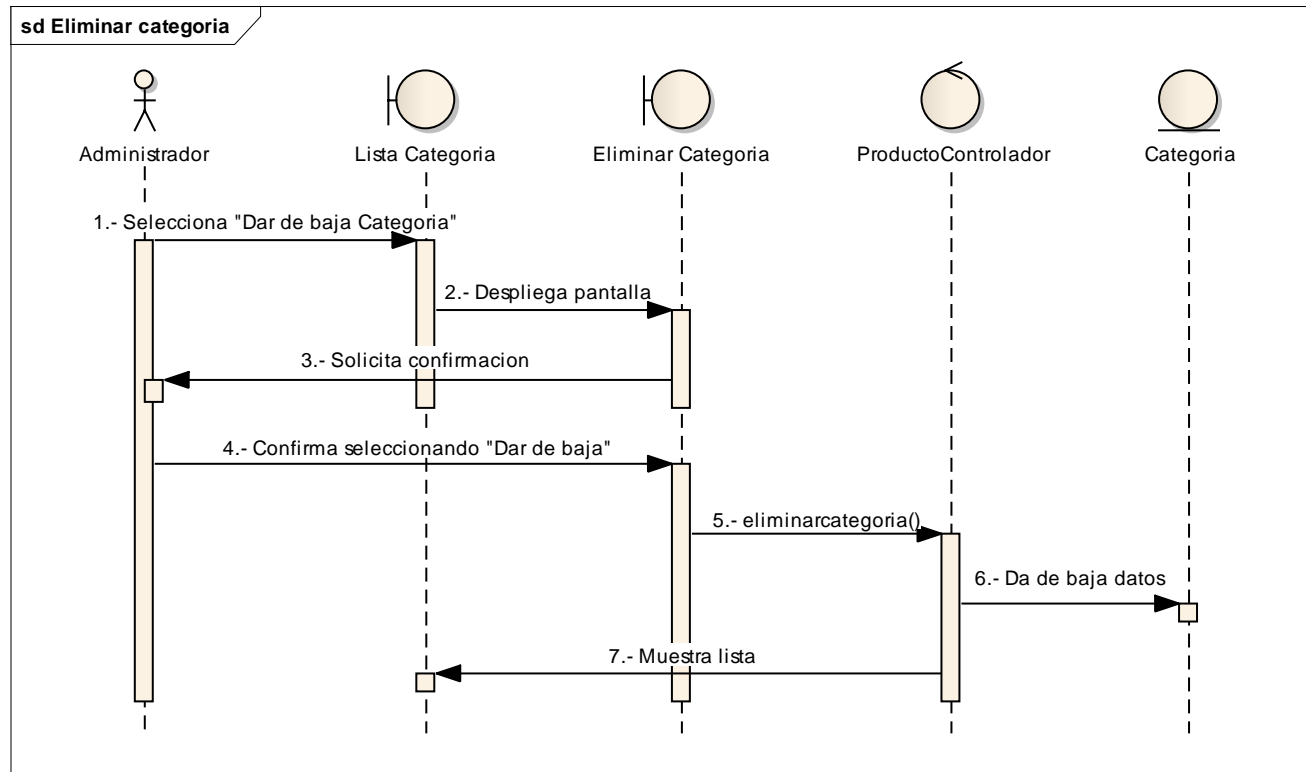 sd Eliminar categoria
Administrador
Lista Categoria
Eliminar Categoria
ProductoControlador
Categoria
1.- Selecciona "Dar de baja Categoria"
2.- Despliega pantalla
3.- Solicita confirmacion
4.- Confirma seleccionando "Dar de baja"
5.- eliminarcategoria()
6.- Da de baja datos
7.- Muestra lista